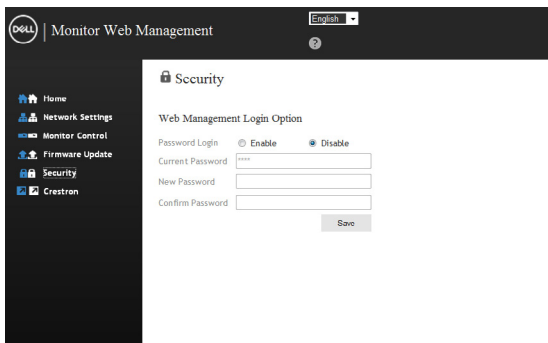 DELL | Monitor Web Management
English
?
Security
Home
Network Settings
Monitor Control
Firmware Update
Security
Crestron
Web Management Login Option
Password Login Enable Disable
Current Password ****
New Password
Confirm Password
Save